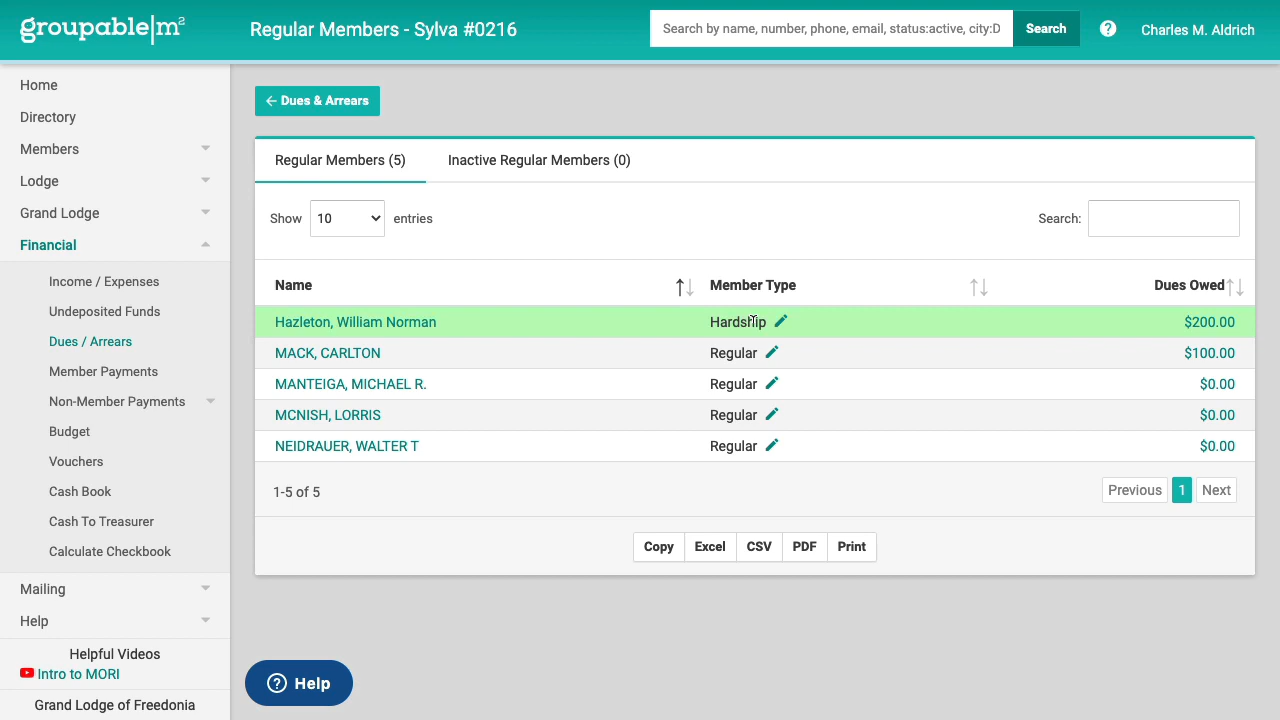 groupable|m²
Regular Members - Sylva #0216
Search by name, number, phone, email, status:active, city:D
Search
Charles M. Aldrich
Home
Directory
Members
Lodge
Grand Lodge
Financial
Income / Expenses
Undeposited Funds
Dues / Arrears
Member Payments
Non-Member Payments
Budget
Vouchers
Cash Book
Cash To Treasurer
Calculate Checkbook
Mailing
Help
Helpful Videos
Intro to MORI
Grand Lodge of Freedonia
← Dues & Arrears
Regular Members (5) Inactive Regular Members (0)
Show 10 entries Search:
Name Member Type Dues Owed
Hazleton, William Norman Hardship $200.00
MACK, CARLTON Regular $100.00
MANTEIGA, MICHAEL R. Regular $0.00
MCNISH, LORRIS Regular $0.00
NEIDRAUER, WALTER T Regular $0.00
1-5 of 5 Previous 1 Next
Copy Excel CSV PDF Print
? Help